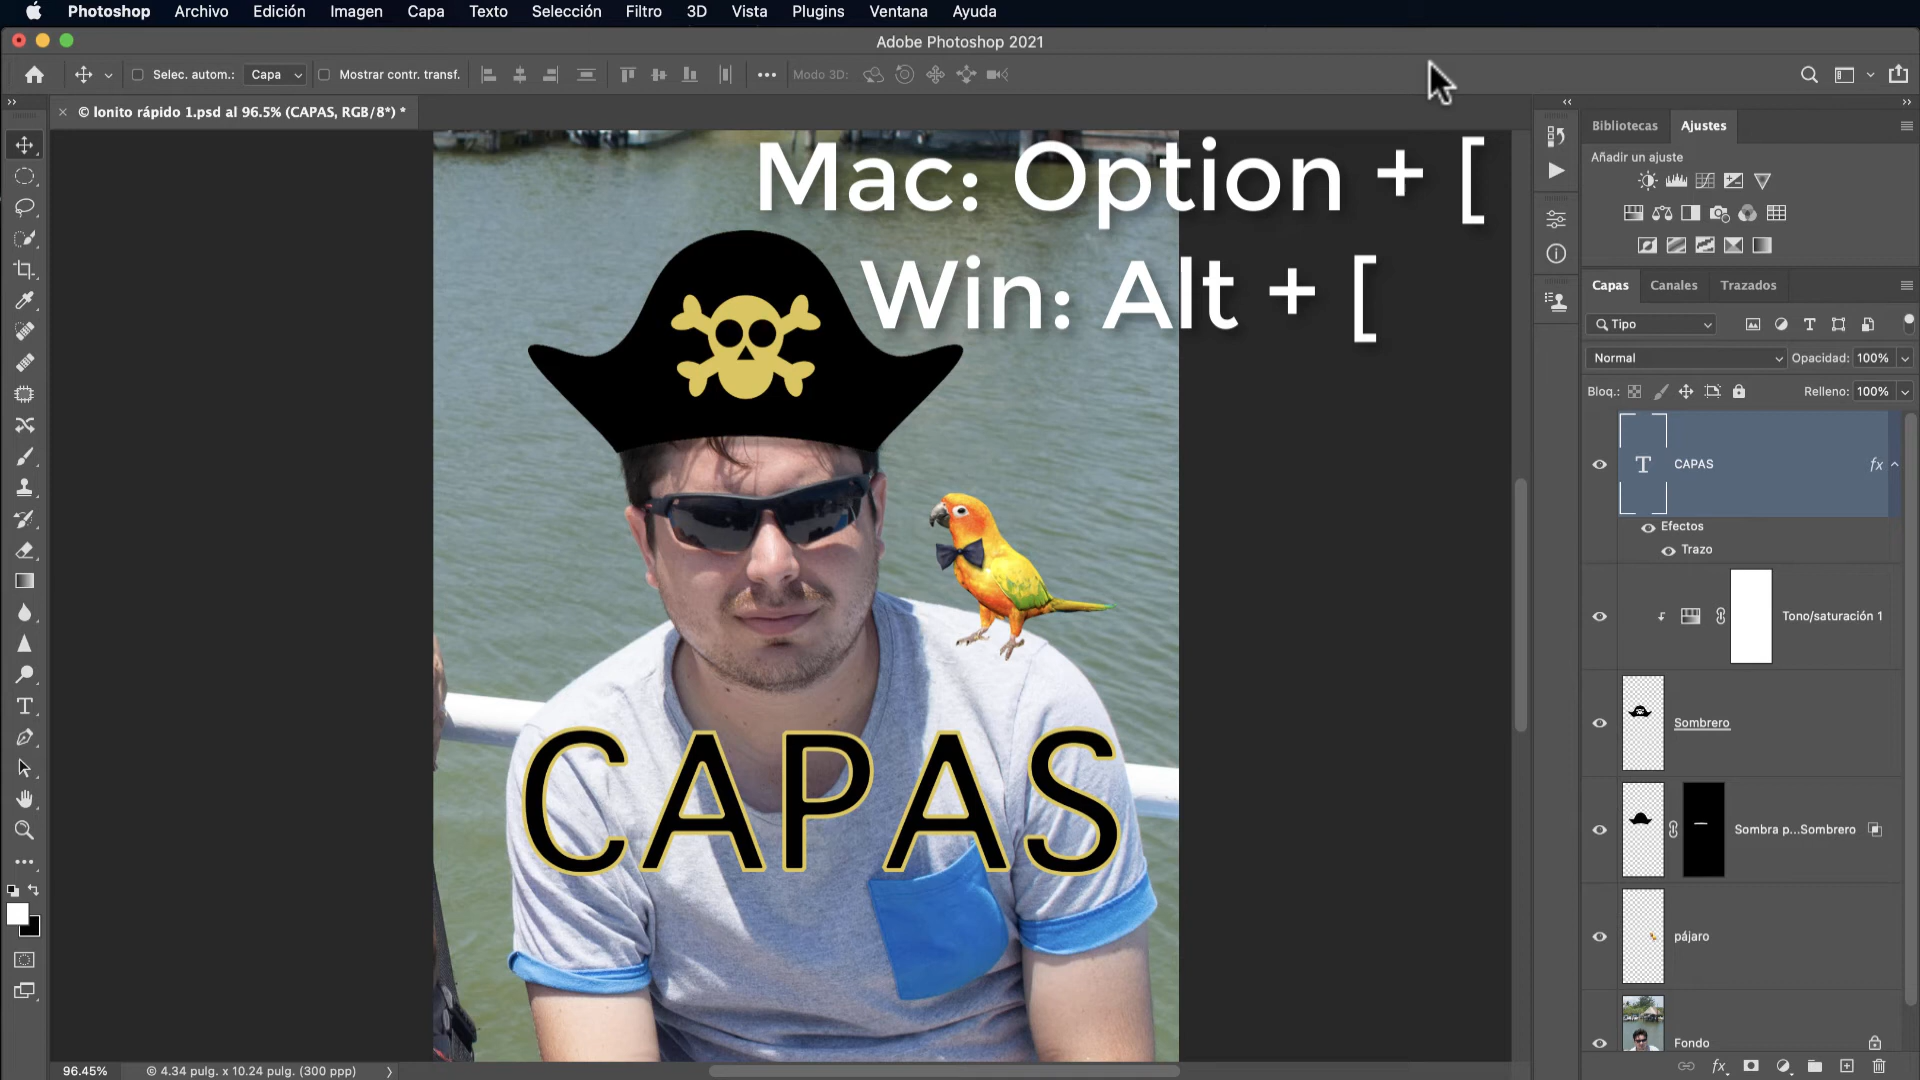 Photoshop Archivo Edición Imagen Capa Texto Selección Filtro 3D Vista Plugins Ventana Ayuda
Adobe Photoshop 2021
Selec. autom.: Capa Mostrar contr. transf. Modo 3D:
© lonito rápido 1.psd al 96.5% (CAPAS, RGB/8*) *
Mac: Option + [
Win: Alt + [
CAPAS
Bibliotecas Ajustes
Añadir un ajuste
Capas Canales Trazados
Tipo
Normal Opacidad: 100%
Bloq.: Relleno: 100%
T CAPAS fx
Efectos
Trazo
Tono/saturación 1
Sombrero
Sombra p...Sombrero
pájaro
Fondo
fx
96.45% © 4.34 pulg. x 10.24 pulg. (300 ppp)